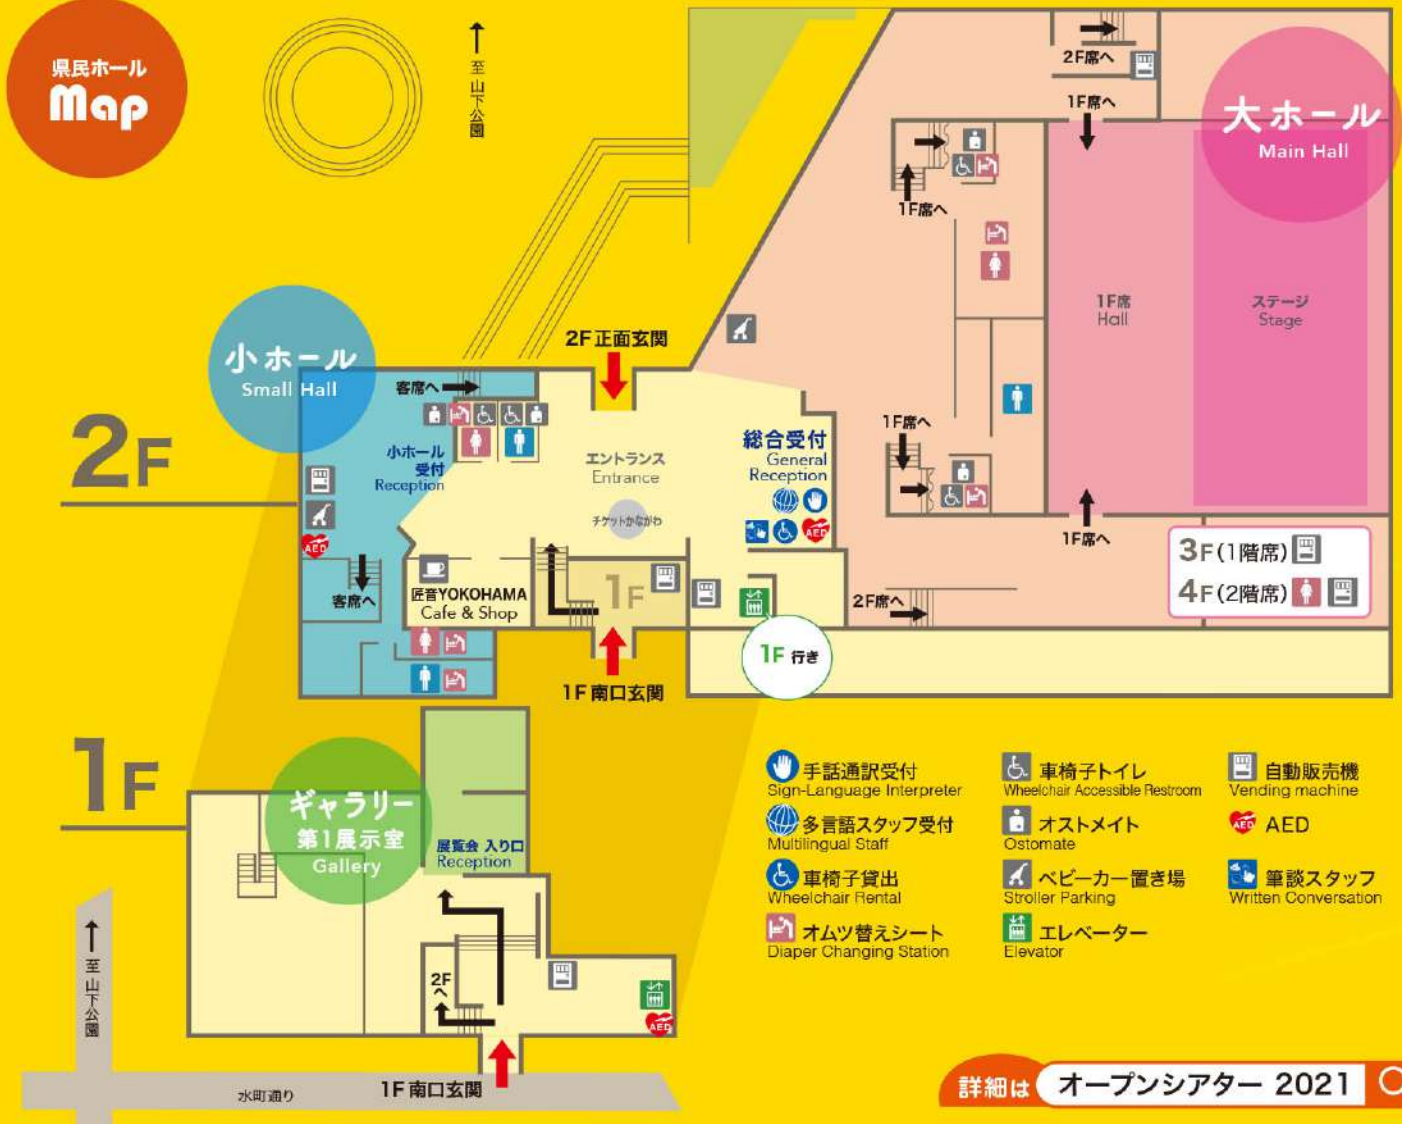 県民ホール
Map
↑至 山下公園
大ホール
Main Hall
2F席へ
1F席へ
1F席へ
1F席
Hall
ステージ
Stage
1F席へ
1F席へ
2F席へ
3F(1階席)
4F(2階席)
2F正面玄関
小ホール
Small Hall
客席へ
2F
小ホール
受付
Reception
エントランス
Entrance
チケットかながわ
総合受付
General
Reception
AED
AED
客席へ
匠音YOKOHAMA
Cafe & Shop
1F
1F 行き
1F南口玄関
1F
ギャラリー
第1展示室
Gallery
展覧会 入り口
Reception
2Fへ
AED
↑至 山下公園
水町通り
1F南口玄関
手話通訳受付
Sign-Language Interpreter
多言語スタッフ受付
Multilingual Staff
車椅子貸出
Wheelchair Rental
オムツ替えシート
Diaper Changing Station
車椅子トイレ
Wheelchair Accessible Restroom
オストメイト
Ostomate
ベビーカー置き場
Stroller Parking
エレベーター
Elevator
自動販売機
Vending machine
AED AED
筆談スタッフ
Written Conversation
詳細は オープンシアター 2021